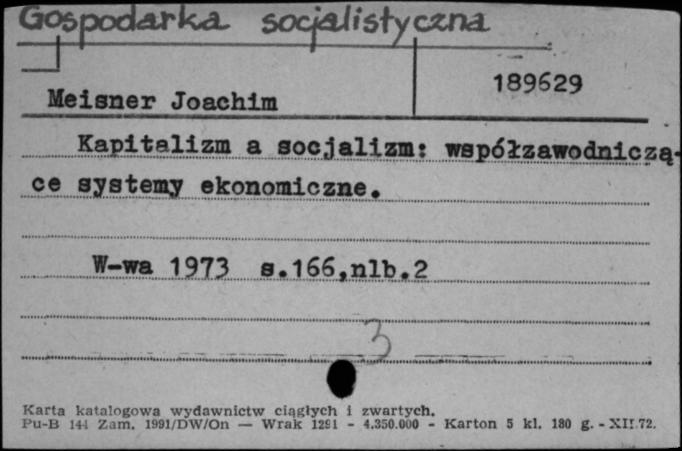 Gospodarka socjalistyczna
189629
Meisner Joachim
Kapitalizm a socjalizm: współzawodniczą-
ce systemy ekonomiczne.
W-wa 1973 s.166,nlb.2
3
Karta katalogowa wydawnictw ciągłych i zwartych.
Pu-B 144 Zam. 1991/DW/On — Wrak 1291 - 4.350.000 - Karton 5 kl. 180 g. - XII.72.